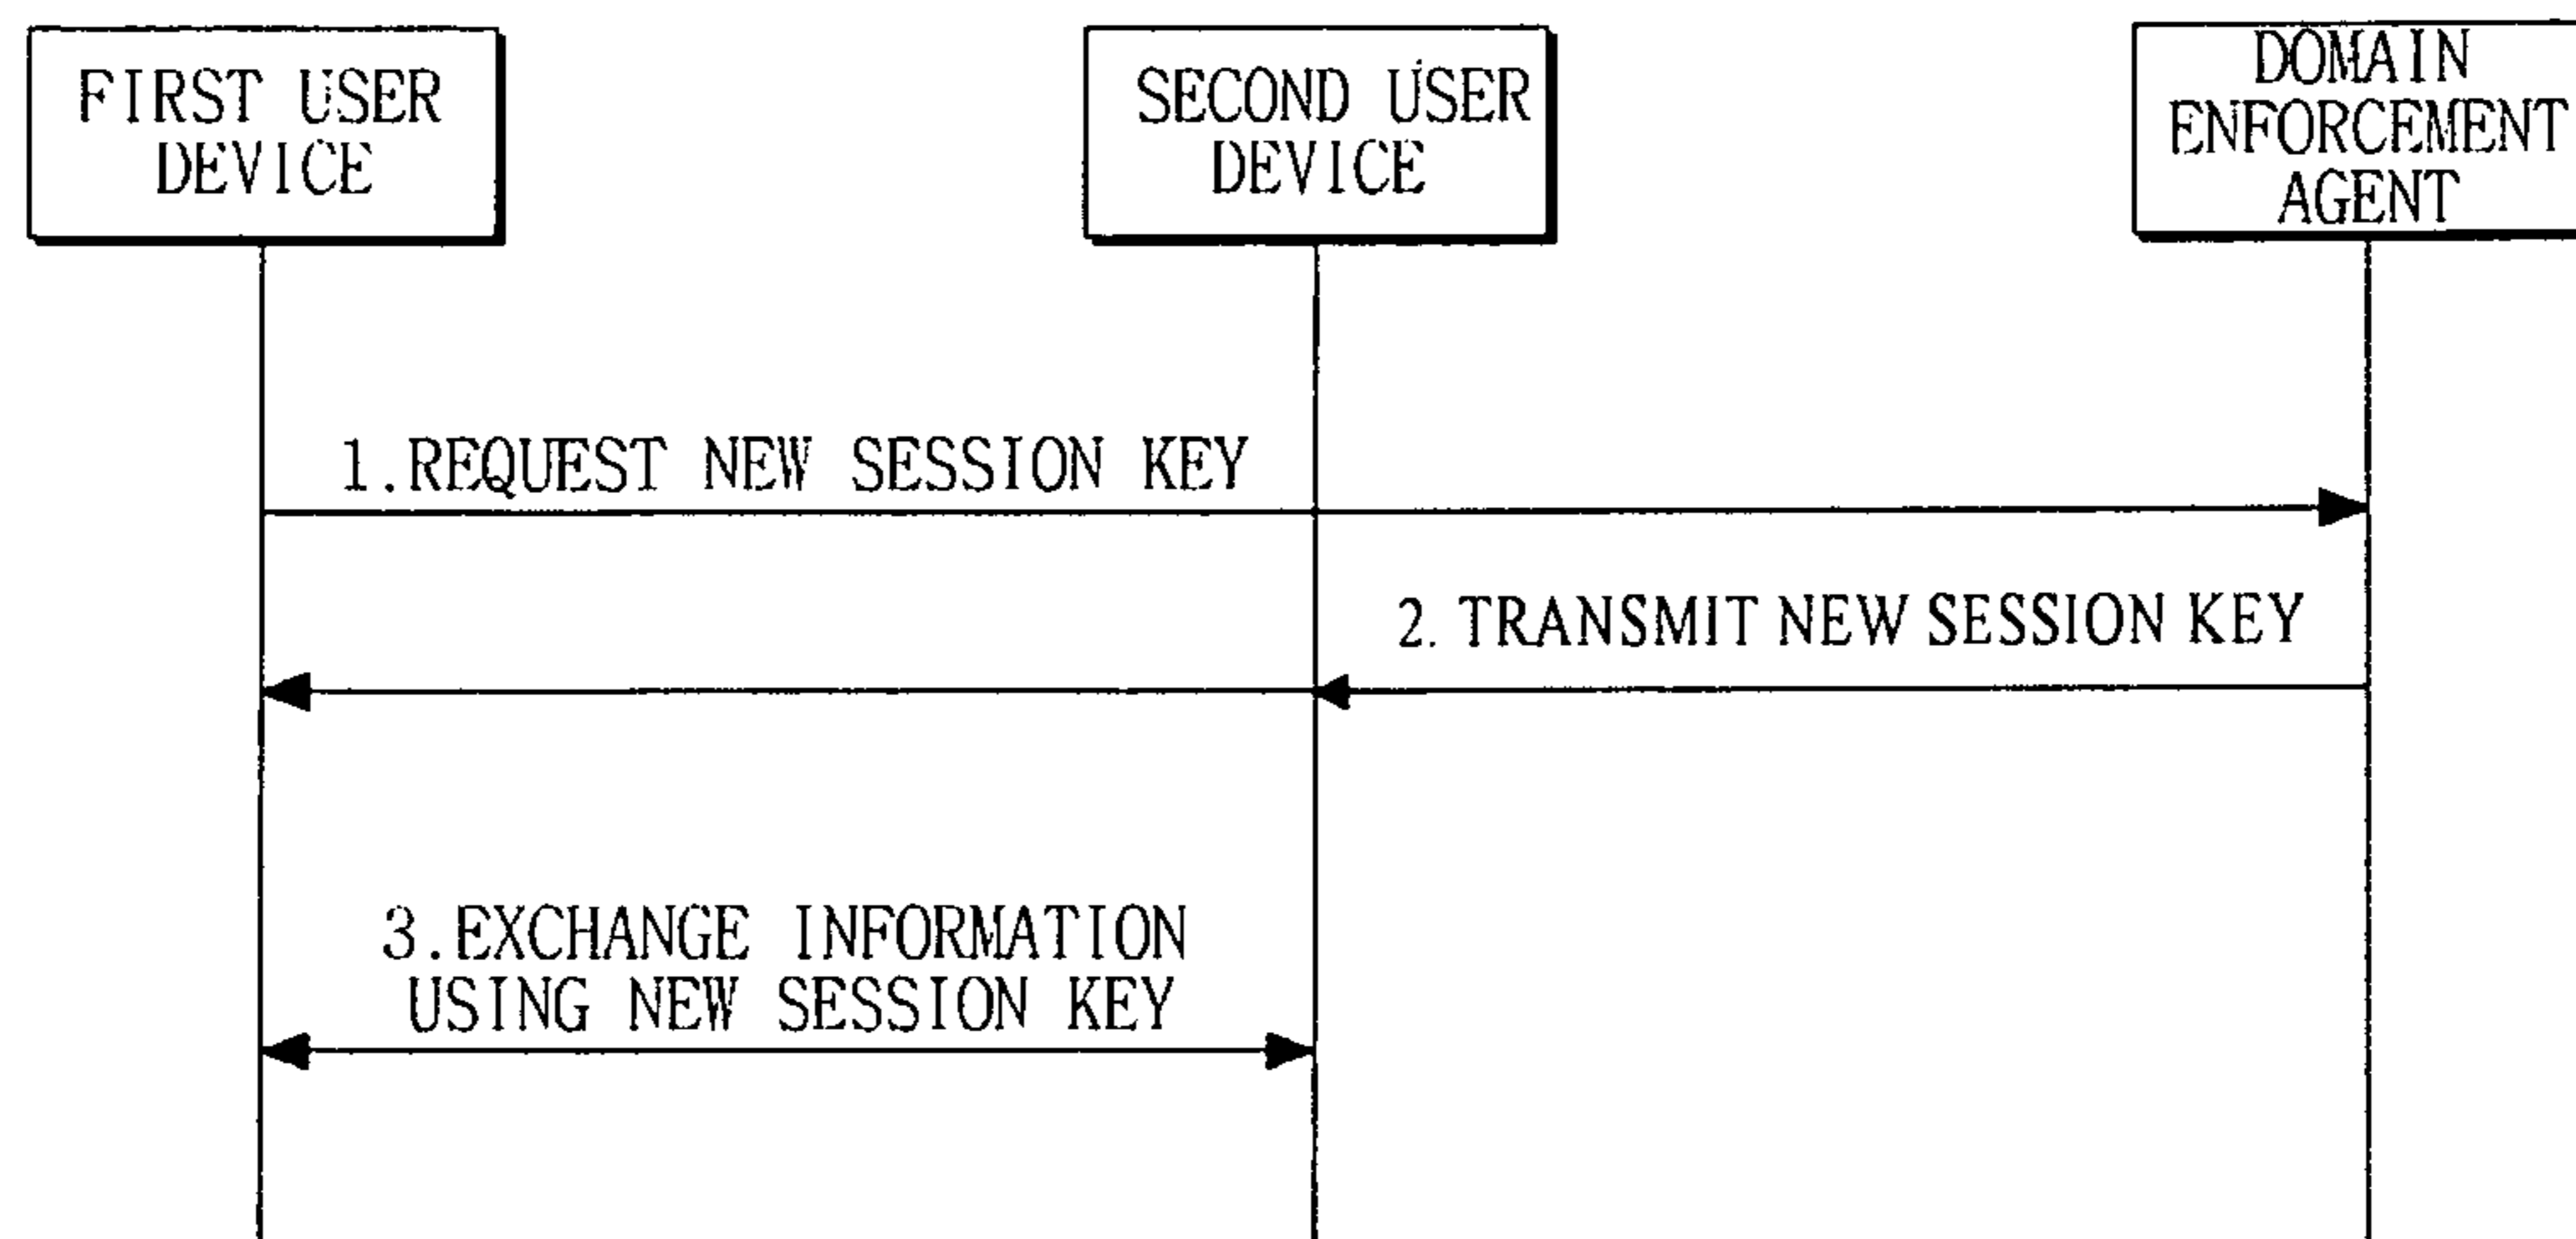 FIRST USER
DEVICE
SECOND USER
DEVICE
DOMAIN
ENFORCEMENT
AGENT
1.REQUEST NEW SESSION KEY
2. TRANSMIT NEW SESSION KEY
3.EXCHANGE INFORMATION
USING NEW SESSION KEY